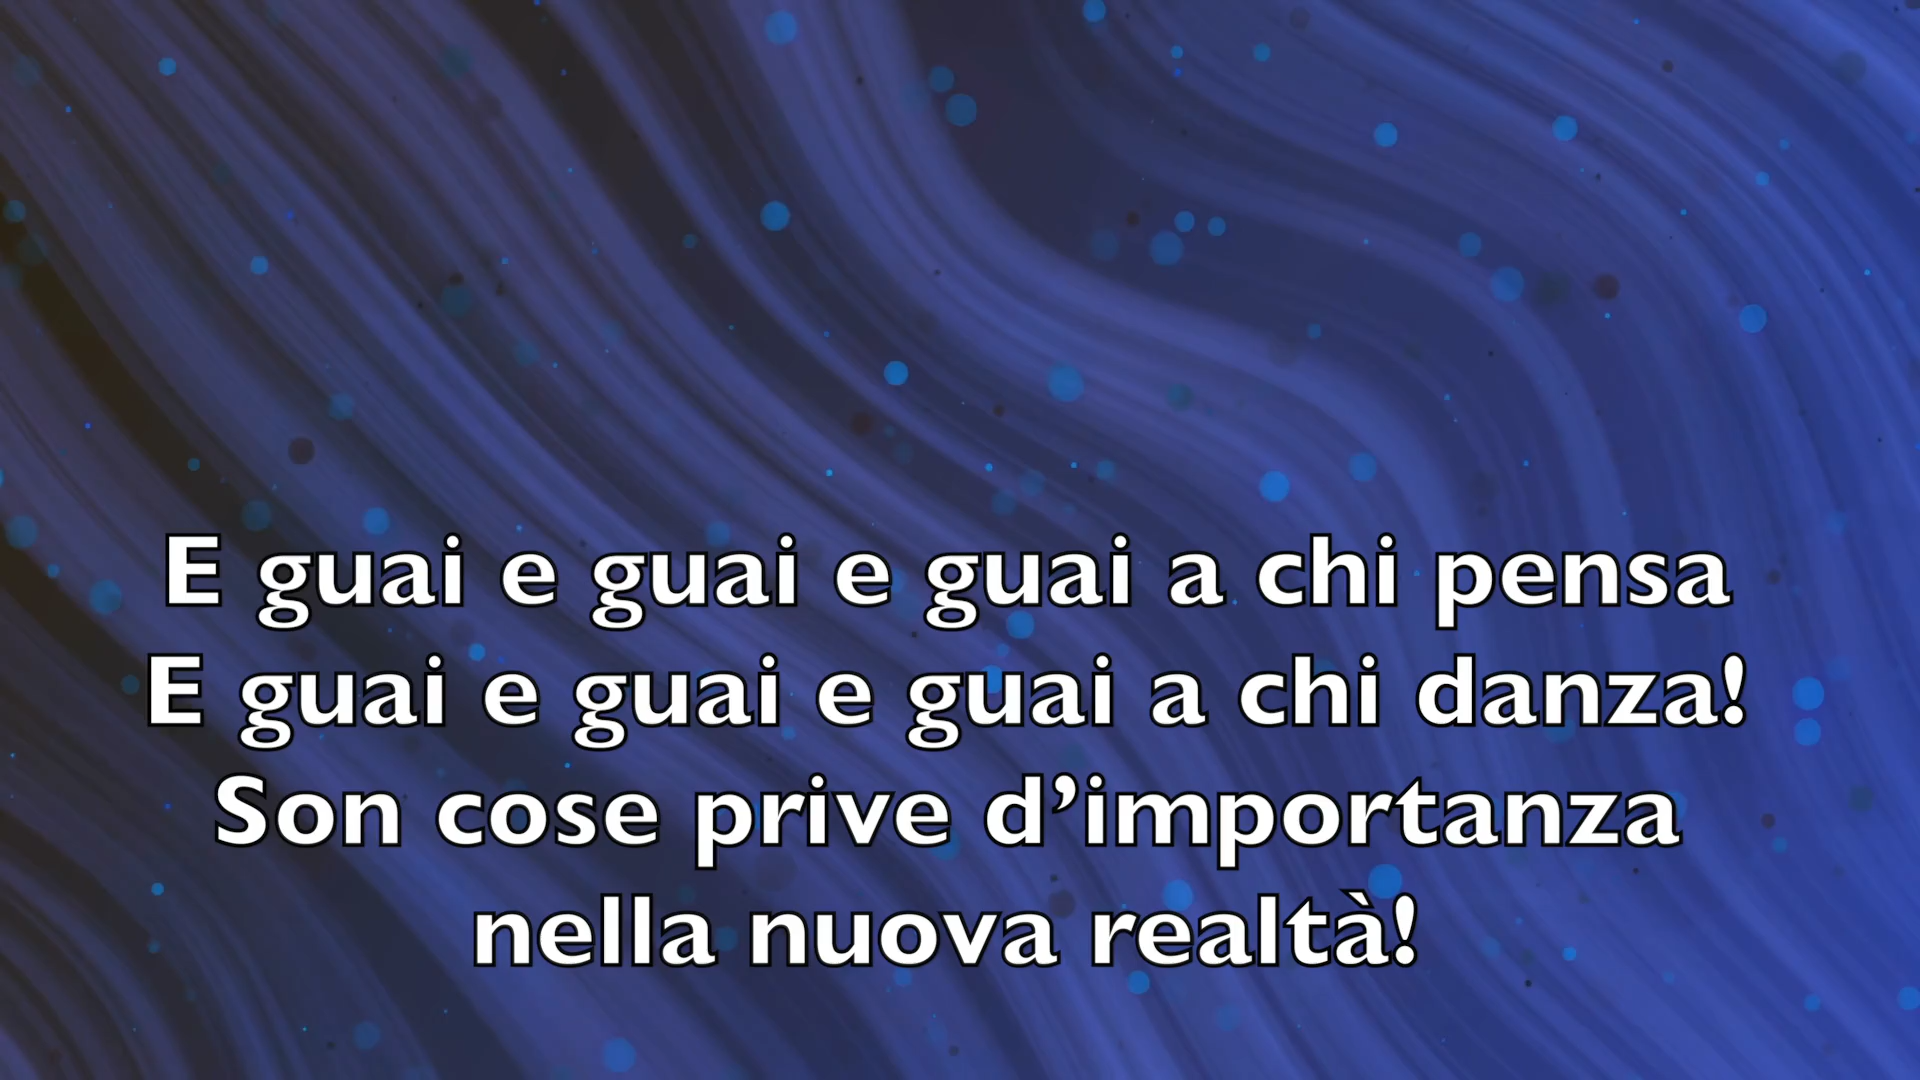 E guai e guai e guai a chi pensa
E guai e guai e guai a chi danza!
Son cose prive d’importanza
nella nuova realtà!